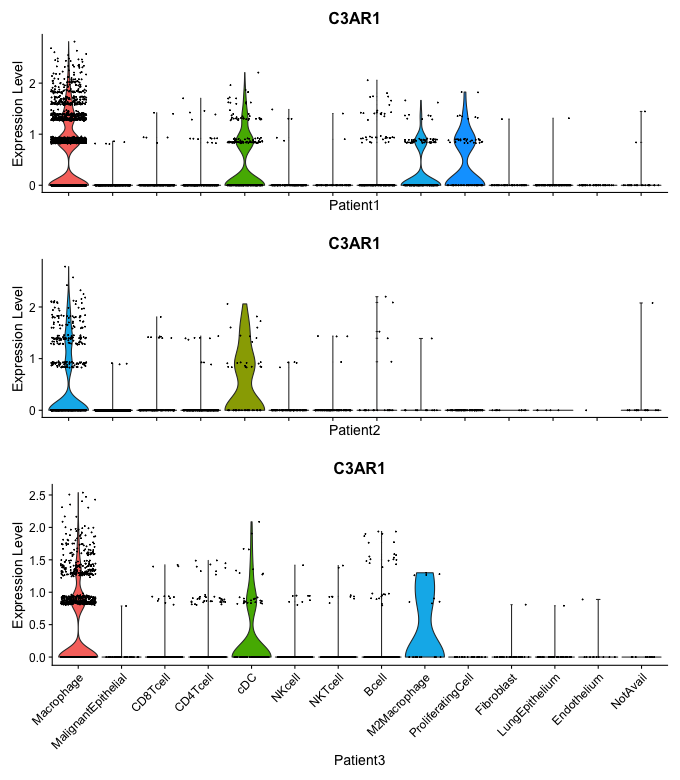 C3AR1
Expression Level
2
1
0
Patient1
C3AR1
Expression Level
2
1
0
Patient2
C3AR1
Expression Level
2.5
2.0
1.5
1.0
0.5
0.0
Macrophage
MalignantEpithelial
CD8Tcell
CD4Tcell
cDC
NKcell
NKTcell
Bcell
M2Macrophage
ProliferatingCell
Fibroblast
LungEpithelium
Endothelium
NotAvail
Patient3